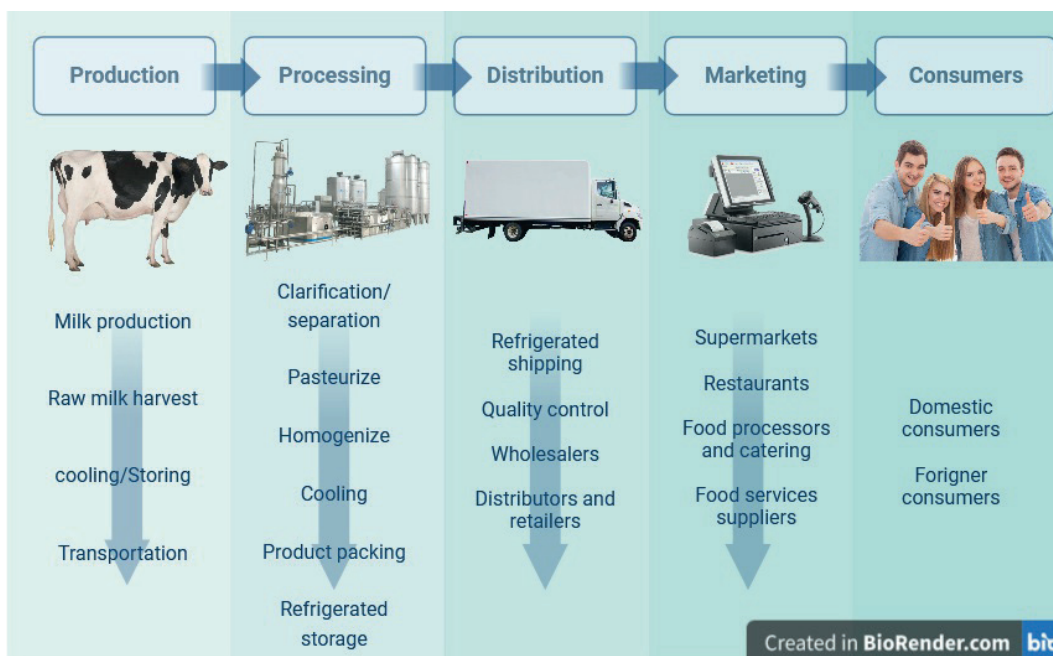 Production
Processing
Distribution
Marketing
Consumers
Milk production
Raw milk harvest
cooling/Storing
Transportation
Clarification/
separation
Pasteurize
Homogenize
Cooling
Product packing
Refrigerated
storage
Refrigerated
shipping
Quality control
Wholesalers
Distributors and
retailers
Supermarkets
Restaurants
Food processors
and catering
Food services
suppliers
Domestic
consumers
Forigner
consumers
Created in BioRender.com